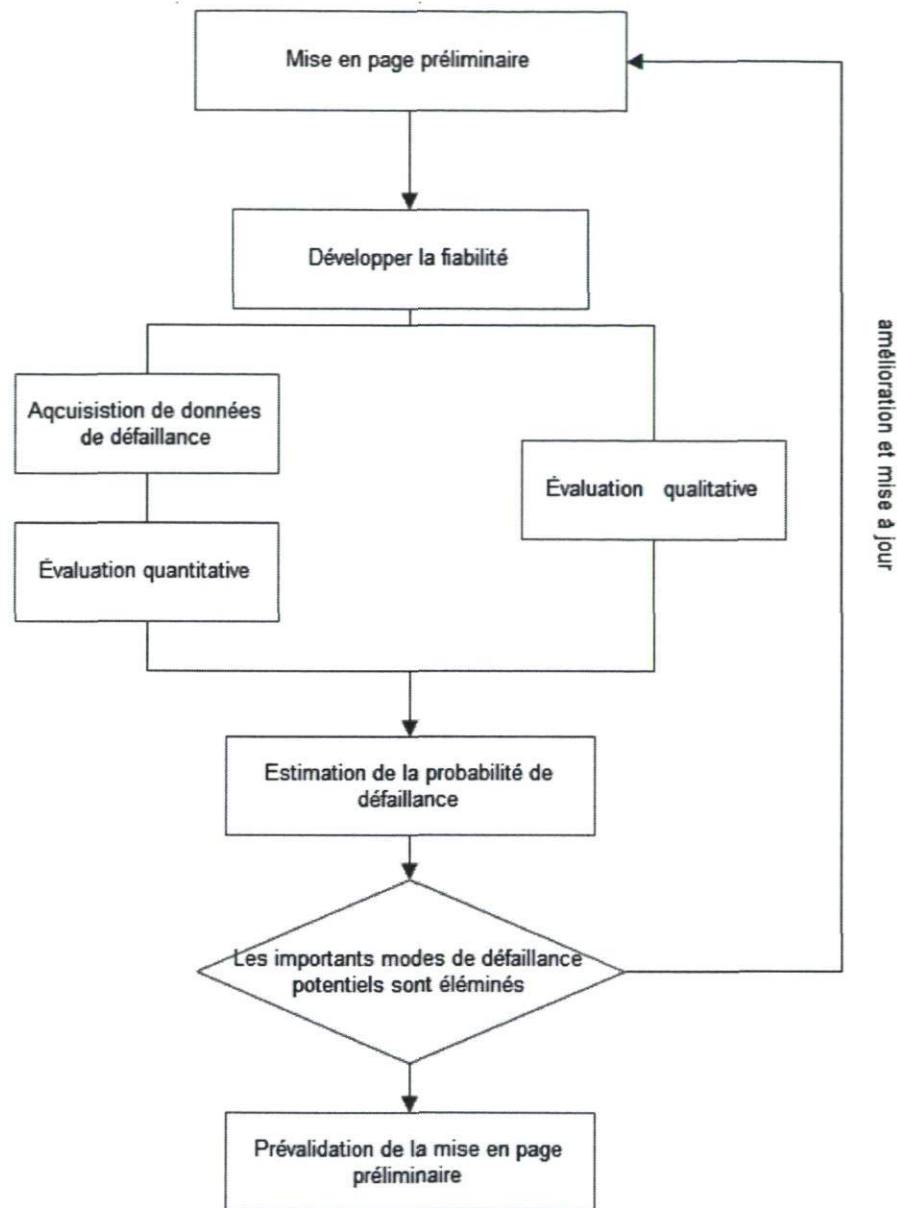 Mise en page préliminaire
Développer la fiabilité
Aqcuisistion de données
de défaillance
Évaluation qualitative
Évaluation quantitative
amélioration et mise à jour
Estimation de la probabilité de
défaillance
Les importants modes de défaillance
potentiels sont éléminés
Prévalidation de la mise en page
préliminaire